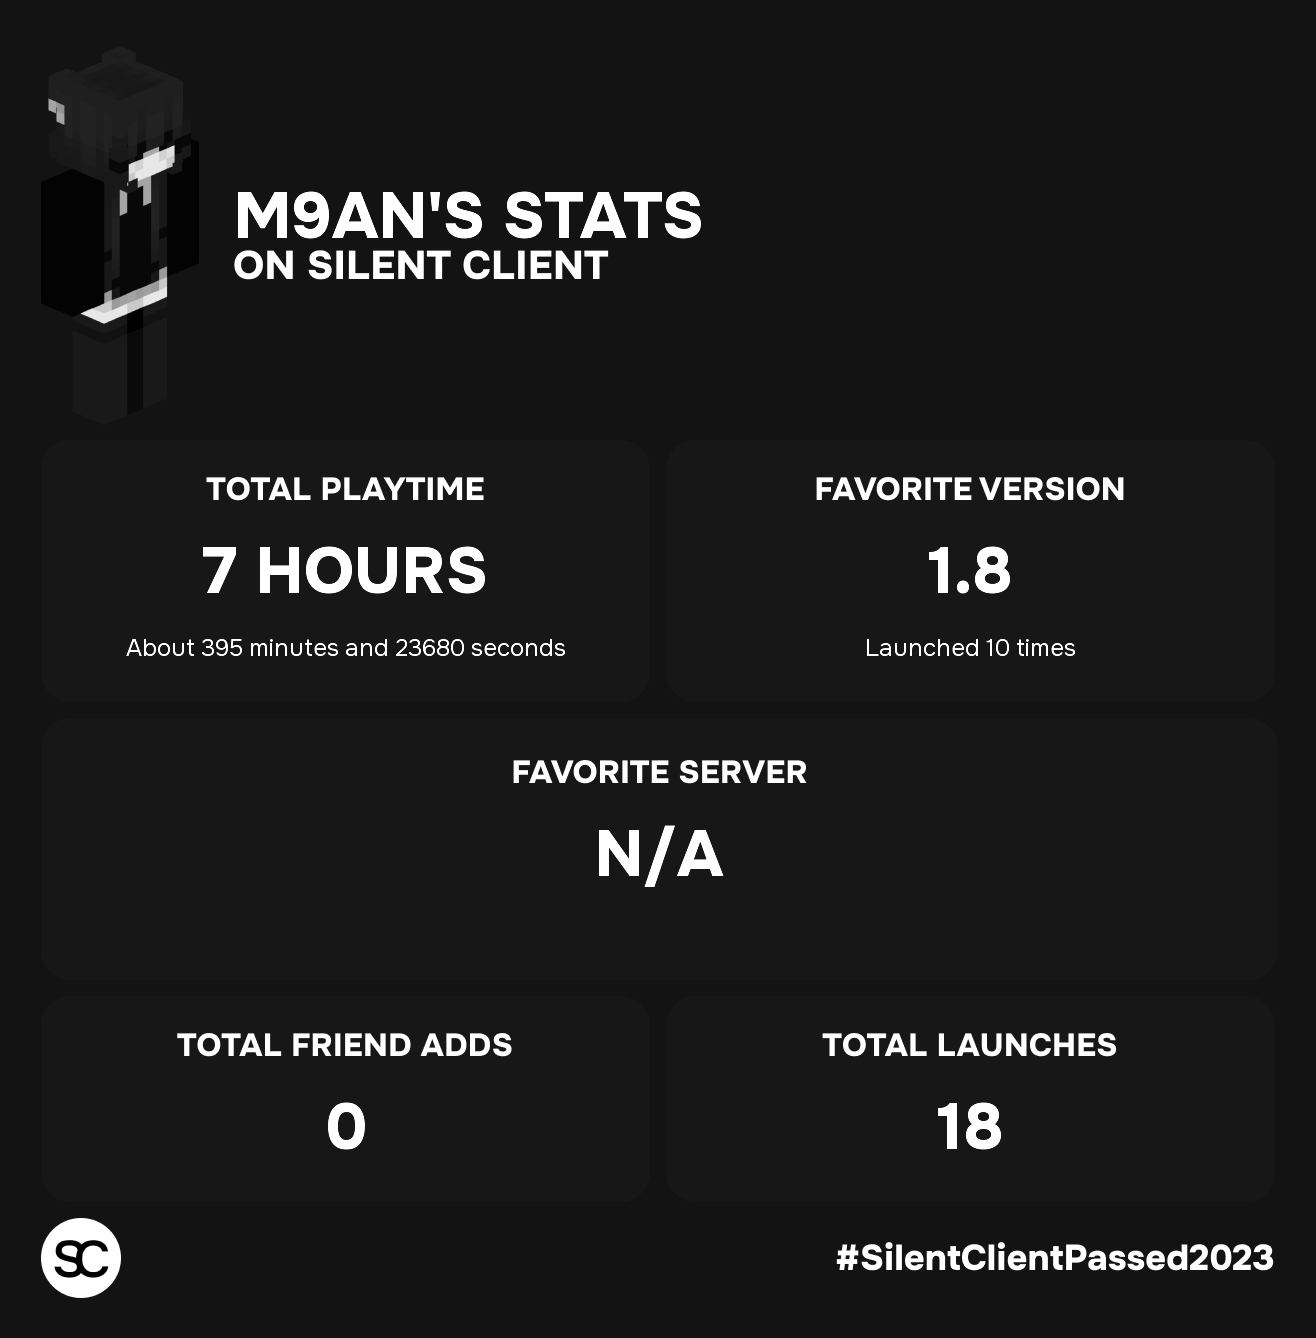 M9AN'S STATS
ON SILENT CLIENT
TOTAL PLAYTIME
7 HOURS
About 395 minutes and 23680 seconds
FAVORITE VERSION
1.8
Launched 10 times
FAVORITE SERVER
N/A
TOTAL FRIEND ADDS
0
TOTAL LAUNCHES
18
SC
#SilentClientPassed2023